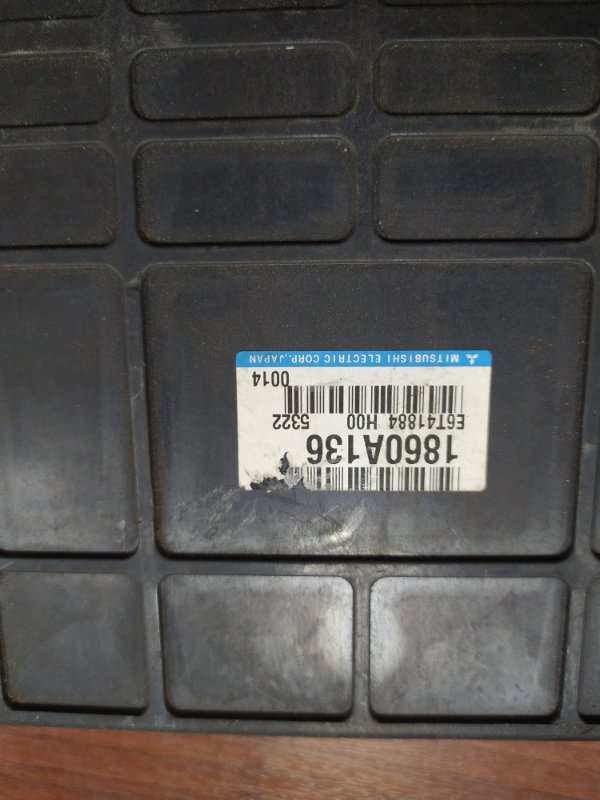 1860A136
E6T41884 H00 5322
H
0014
MITSUBISHI ELECTRIC CORP.JAPAN